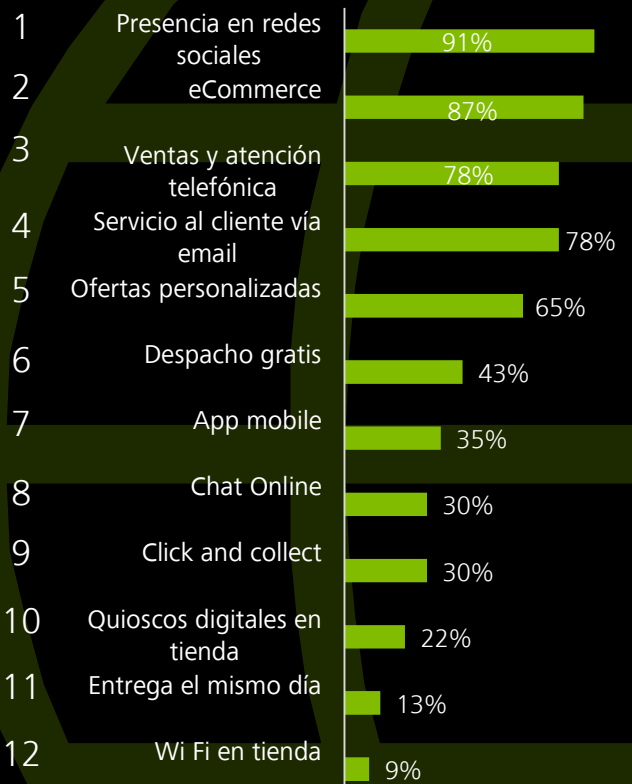 1 Presencia en redes
sociales
91%
2 eCommerce
87%
3 Ventas y atención
telefónica
78%
4 Servicio al cliente vía
email
78%
5 Ofertas personalizadas
65%
6 Despacho gratis
43%
7 App mobile
35%
8 Chat Online
30%
9 Click and collect
30%
10 Quioscos digitales en
tienda
22%
11 Entrega el mismo día
13%
12 Wi Fi en tienda
9%